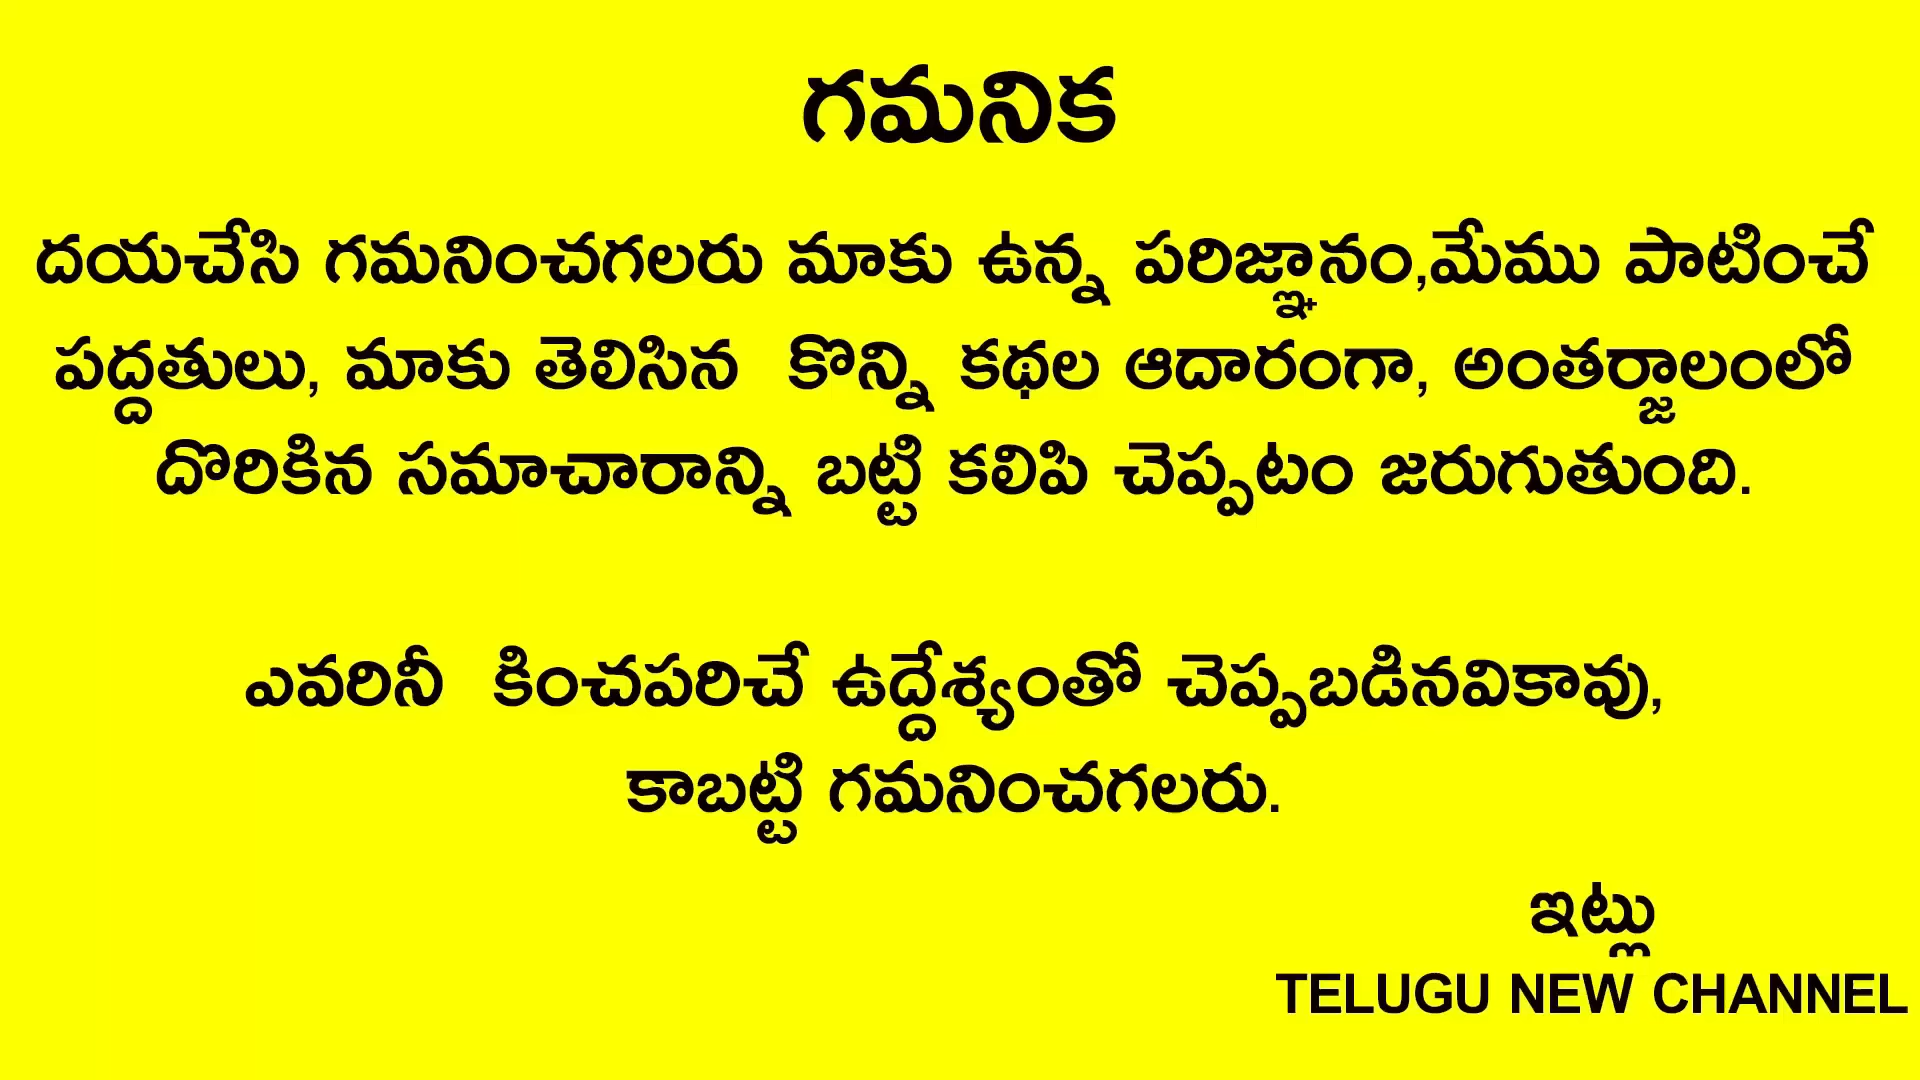 గమనిక
దయచేసి గమనించగలరు మాకు ఉన్న పరిజ్ఞానం,మేము పాటించే
పద్దతులు, మాకు తెలిసిన కొన్ని కథల ఆదారంగా, అంతర్జాలంలో
దొరికిన సమాచారాన్ని బట్టి కలిపి చెప్పటం జరుగుతుంది.
ఎవరినీ కించపరిచే ఉద్దేశ్యంతో చెప్పబడినవికావు,
కాబట్టి గమనించగలరు.
ఇట్లు
TELUGU NEW CHANNEL